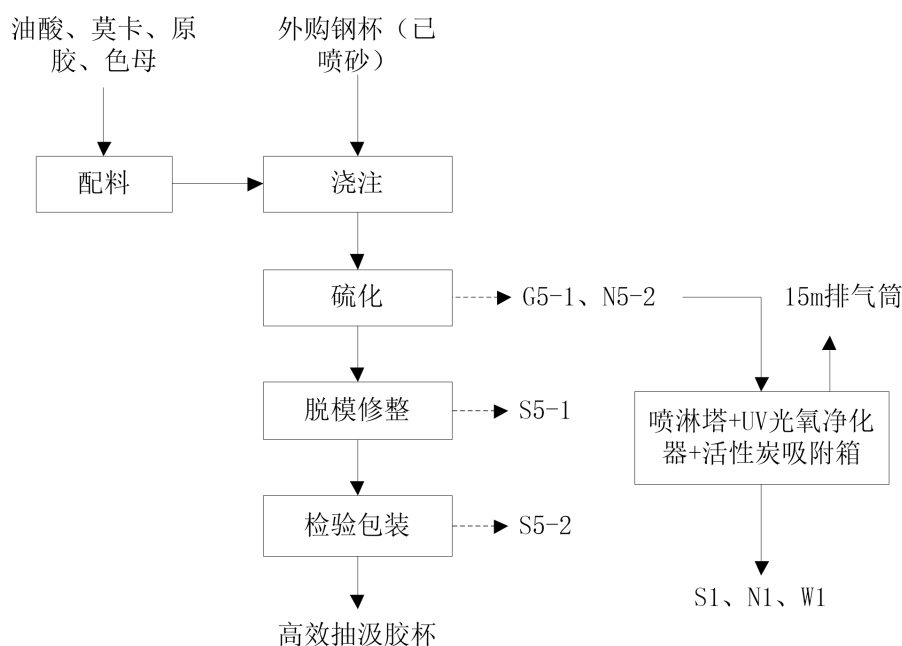 油酸、莫卡、原
胶、色母
外购钢杯（已
喷砂）
配料
浇注
硫化
G5-1、N5-2
15m排气筒
脱模修整
S5-1
喷淋塔+UV光氧净化
器+活性炭吸附箱
检验包装
S5-2
S1、N1、W1
高效抽汲胶杯